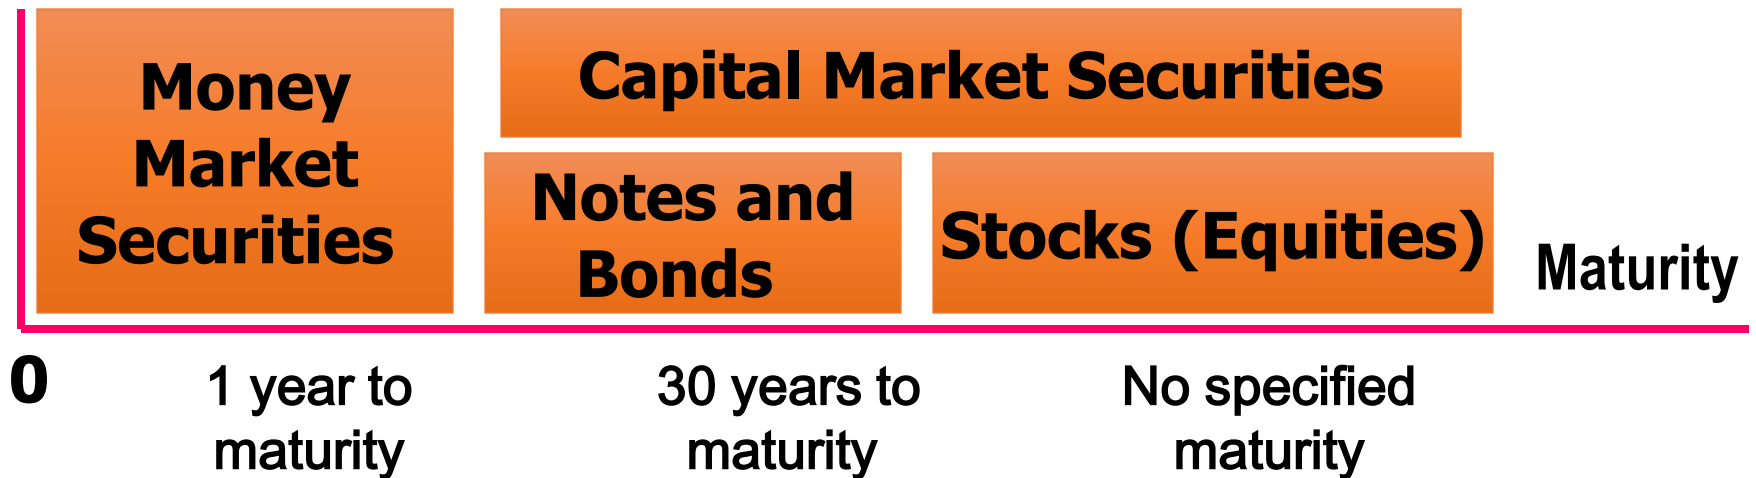 Money
Market
Securities
Capital Market Securities
Notes and
Bonds
Stocks (Equities)
Maturity
0
1 year to
maturity
30 years to
maturity
No specified
maturity